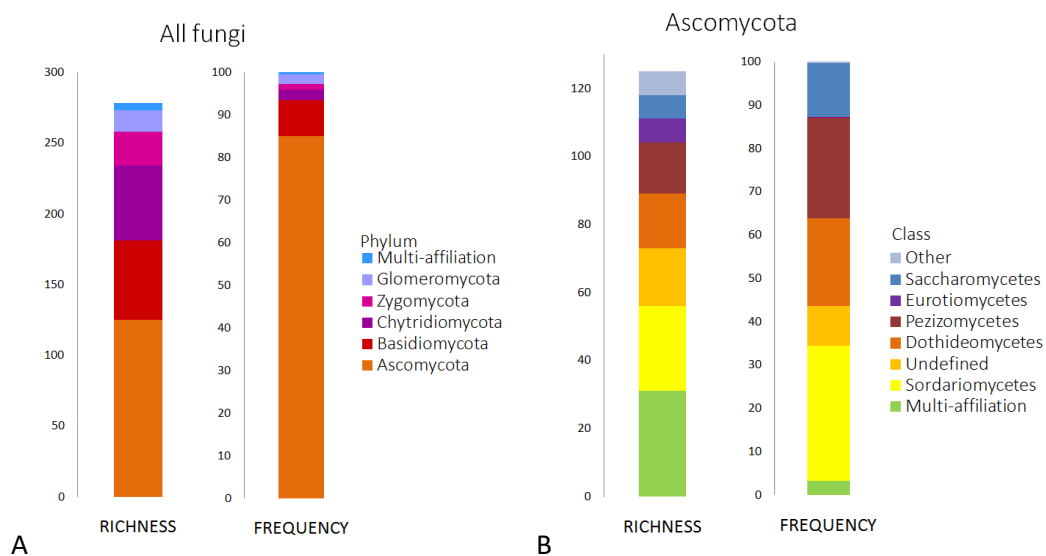 All fungi
300
250
200
150
100
50
0
RICHNESS
100
90
80
70
60
50
40
30
20
10
0
FREQUENCY
Phylum
Multi-affiliation
Glomeromycota
Zygomycota
Chytridiomycota
Basidiomycota
Ascomycota
A
Ascomycota
120
100
80
60
40
20
0
RICHNESS
100
90
80
70
60
50
40
30
20
10
0
FREQUENCY
Class
Other
Saccharomycetes
Eurotiomycetes
Pezizomycetes
Dothideomycetes
Undefined
Sordariomycetes
Multi-affiliation
B